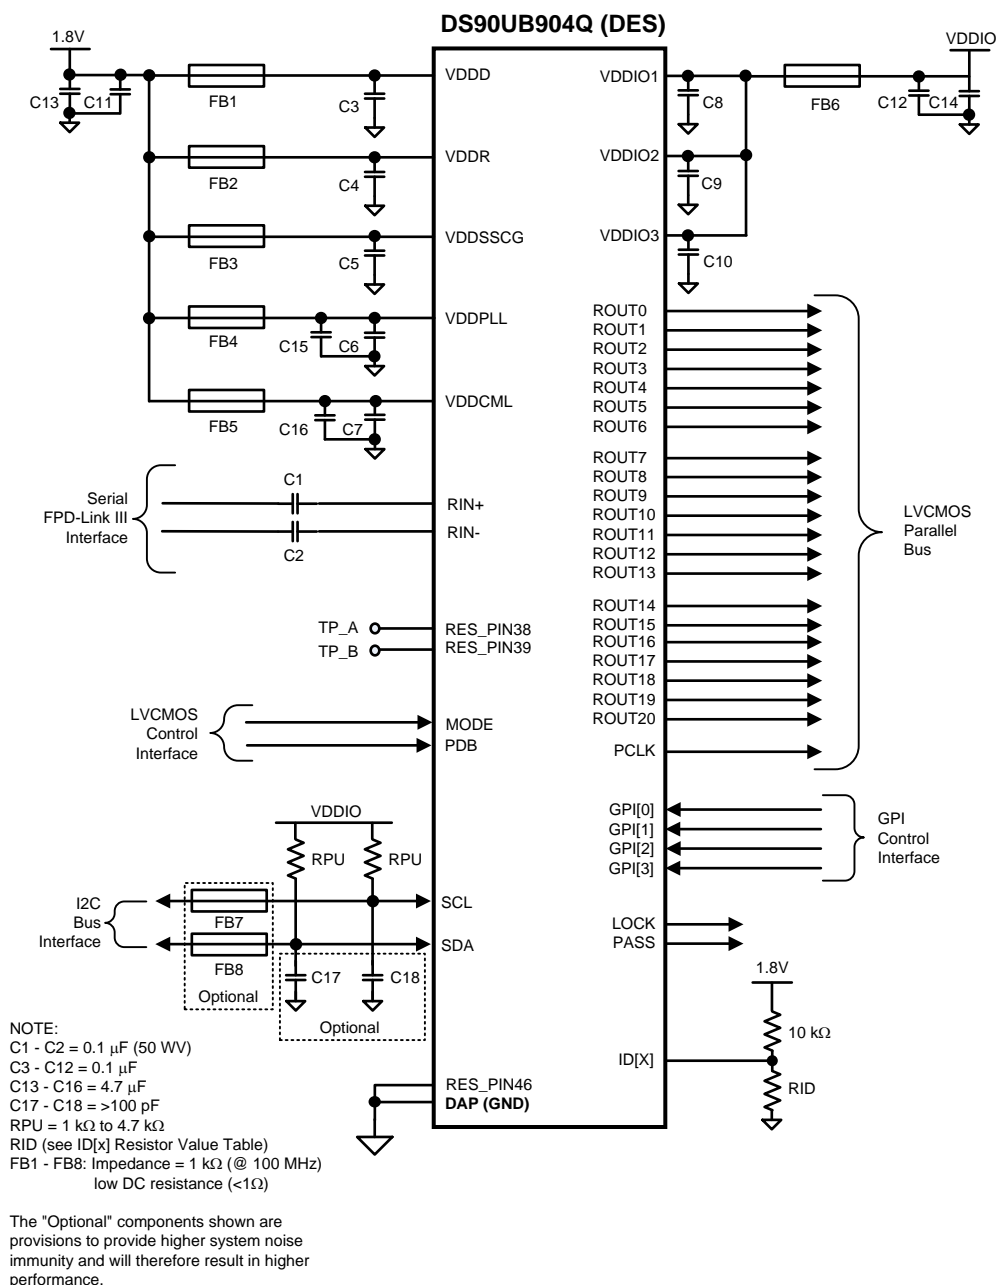 DS90UB904Q (DES)
1.8V
VDDIO
VDDD
VDDIO1
FB1
FB6
C13
C11
C3
C8
C12
C14
VDDR
VDDIO2
FB2
C4
C9
VDDSSCG
VDDIO3
FB3
C5
C10
VDDPLL
FB4
C15
C6
VDDCML
FB5
C16
C7
ROUT0
ROUT1
ROUT2
ROUT3
ROUT4
ROUT5
ROUT6
ROUT7
ROUT8
ROUT9
ROUT10
ROUT11
ROUT12
ROUT13
ROUT14
ROUT15
ROUT16
ROUT17
ROUT18
ROUT19
ROUT20
PCLK
LVCMOS
Parallel
Bus
Serial
FPD-Link III
Interface
C1
C2
RIN+
RIN-
TP_A
TP_B
RES_PIN38
RES_PIN39
LVCMOS
Control
Interface
MODE
PDB
GPI[0]
GPI[1]
GPI[2]
GPI[3]
GPI
Control
Interface
VDDIO
RPU
RPU
I2C
Bus
Interface
FB7
FB8
Optional
SCL
SDA
C17
C18
Optional
LOCK
PASS
1.8V
10 kΩ
ID[X]
RID
RES_PIN46
DAP (GND)
NOTE:
C1 - C2 = 0.1 μF (50 WV)
C3 - C12 = 0.1 μF
C13 - C16 = 4.7 μF
C17 - C18 = >100 pF
RPU = 1 kΩ to 4.7 kΩ
RID (see ID[x] Resistor Value Table)
FB1 - FB8: Impedance = 1 kΩ (@ 100 MHz)
low DC resistance (<1Ω)
The "Optional" components shown are
provisions to provide higher system noise
immunity and will therefore result in higher
performance.